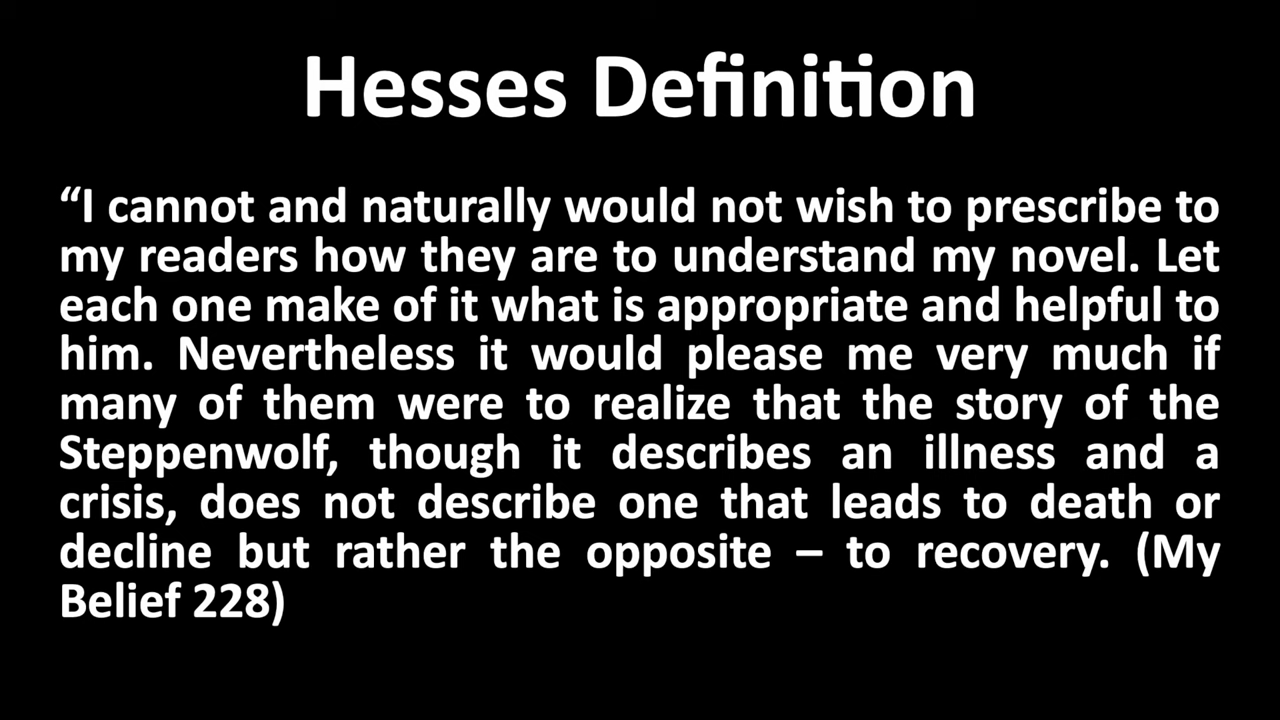 Hesses Definition
“I cannot and naturally would not wish to prescribe to
my readers how they are to understand my novel. Let
each one make of it what is appropriate and helpful to
him. Nevertheless it would please me very much if
many of them were to realize that the story of the
Steppenwolf, though it describes an illness and a
crisis, does not describe one that leads to death or
decline but rather the opposite – to recovery. (My
Belief 228)